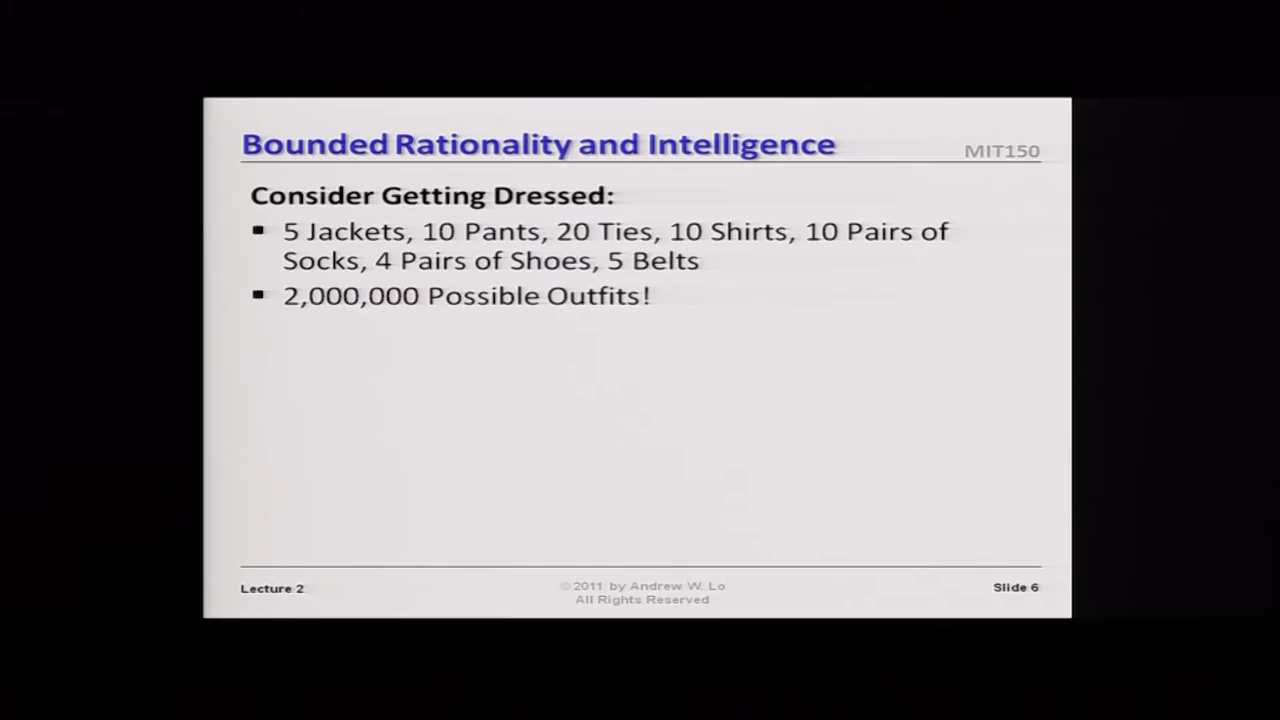 Bounded Rationality and Intelligence
MIT150
Consider Getting Dressed:
5 Jackets, 10 Pants, 20 Ties, 10 Shirts, 10 Pairs of
Socks, 4 Pairs of Shoes, 5 Belts
2,000,000 Possible Outfits!
Lecture 2
©2011 by Andrew W. Lo
All Rights Reserved
Slide 6